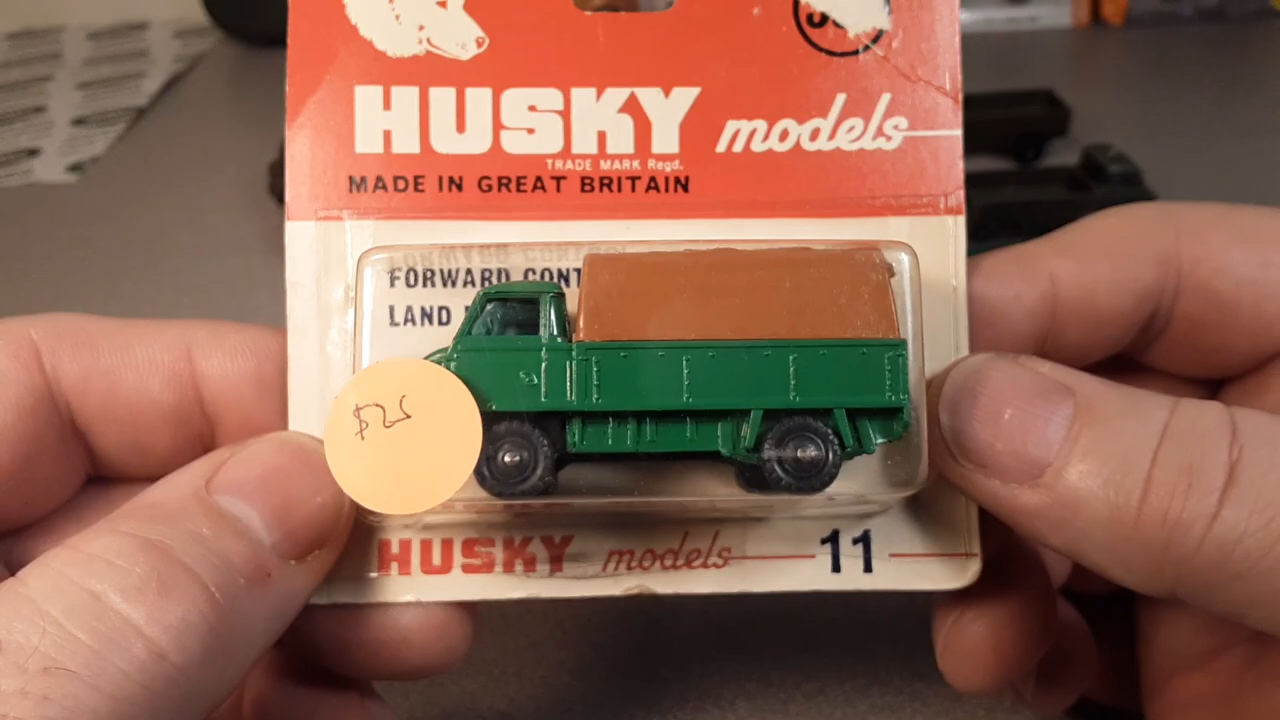 HUSKY models
TRADE MARK Regd.
MADE IN GREAT BRITAIN
FORWARD CONT
LAND
$25
HUSKY models 11